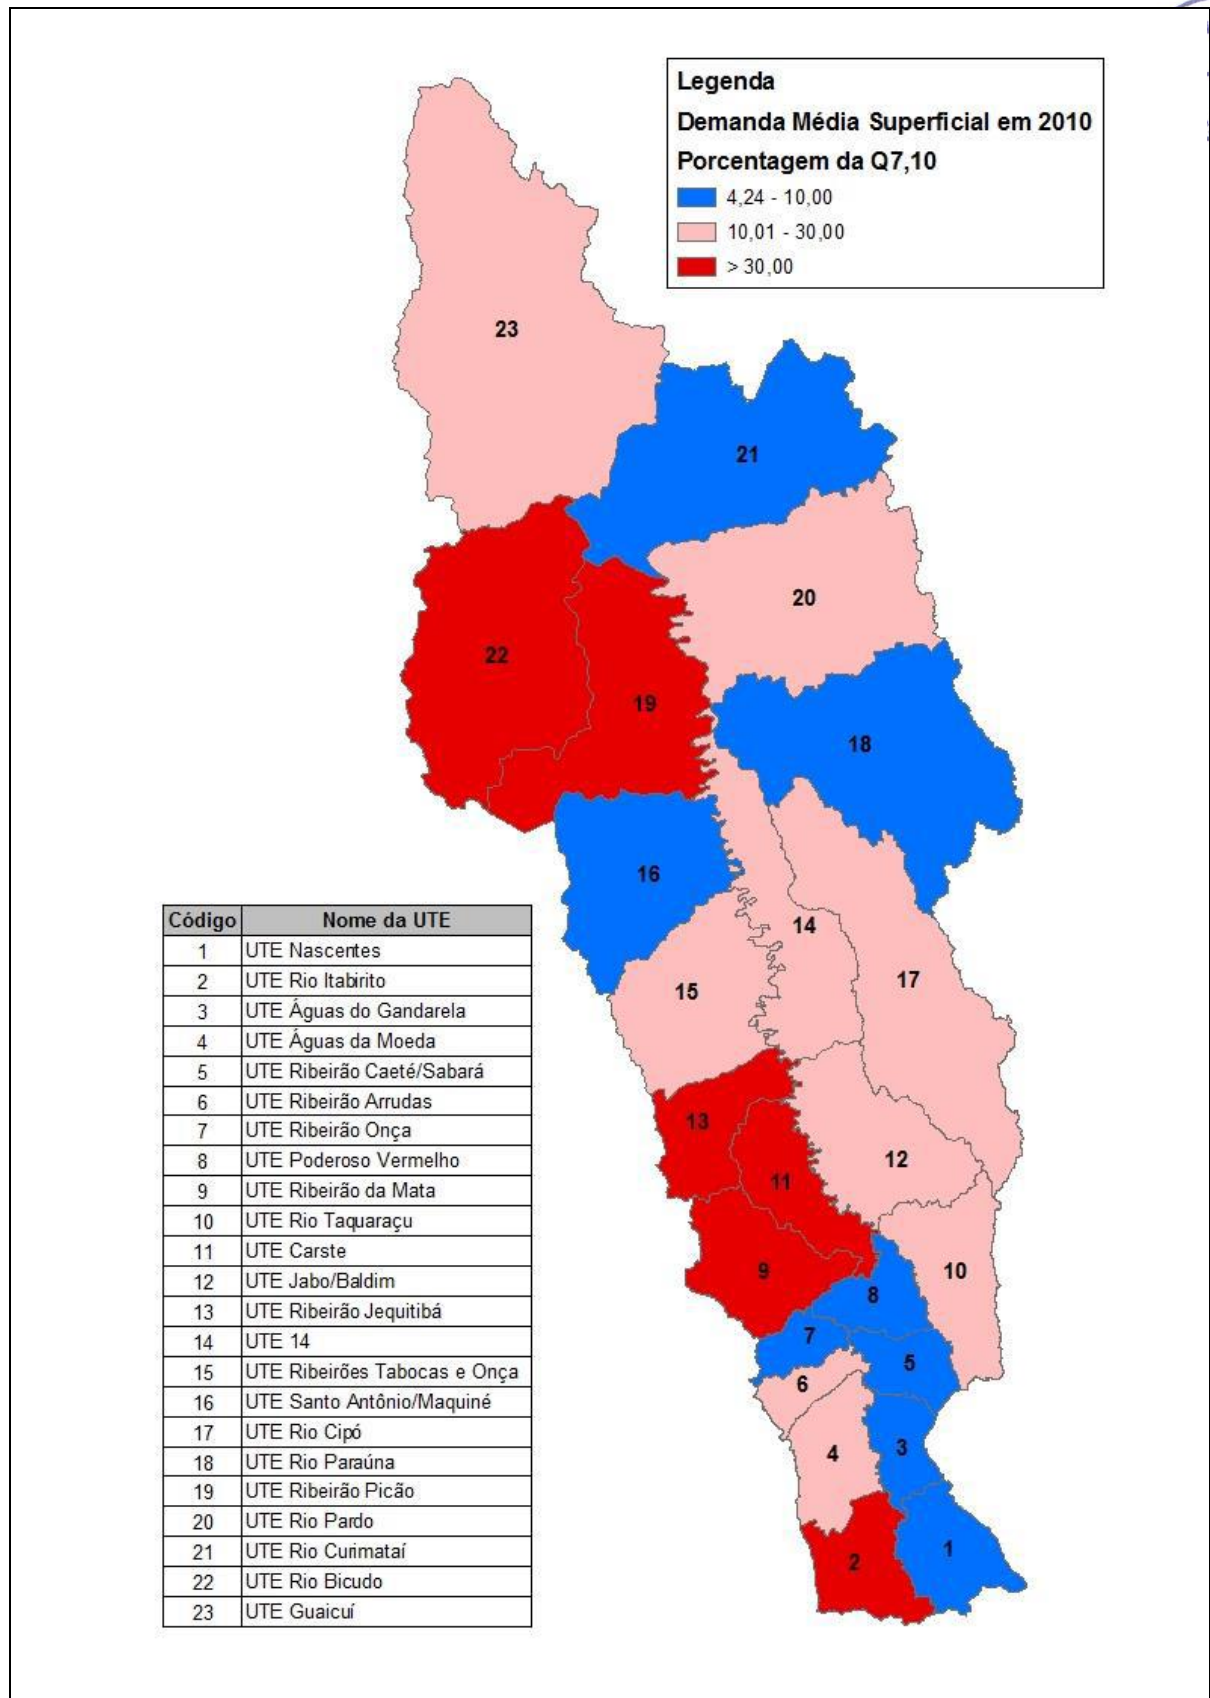 Legenda
Demanda Média Superficial em 2010
Porcentagem da Q7,10
4,24 - 10,00
10,01 - 30,00
> 30,00
23
21
20
22
19
18
16
14
17
15
13
12
11
9
10
8
7
5
6
3
4
1
2
Código Nome da UTE
1 UTE Nascentes
2 UTE Rio Itabirito
3 UTE Águas do Gandarela
4 UTE Águas da Moeda
5 UTE Ribeirão Caeté/Sabará
6 UTE Ribeirão Arrudas
7 UTE Ribeirão Onça
8 UTE Poderoso Vermelho
9 UTE Ribeirão da Mata
10 UTE Rio Taquaraçu
11 UTE Carste
12 UTE Jabo/Baldim
13 UTE Ribeirão Jequitibá
14 UTE 14
15 UTE Ribeirões Tabocas e Onça
16 UTE Santo Antônio/Maquiné
17 UTE Rio Cipó
18 UTE Rio Paraúna
19 UTE Ribeirão Picão
20 UTE Rio Pardo
21 UTE Rio Curimataí
22 UTE Rio Bicudo
23 UTE Guaicuí